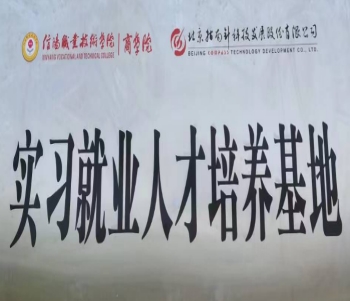 信阳职业技术学院 商学院 北京指南针科技发展股份有限公司
XINYANG VOCATIONAL AND TECHNICAL COLLEGE BEIJING COMPASS TECHNOLOGY DEVELOPMENT CO.,LTD.
实习就业人才培养基地